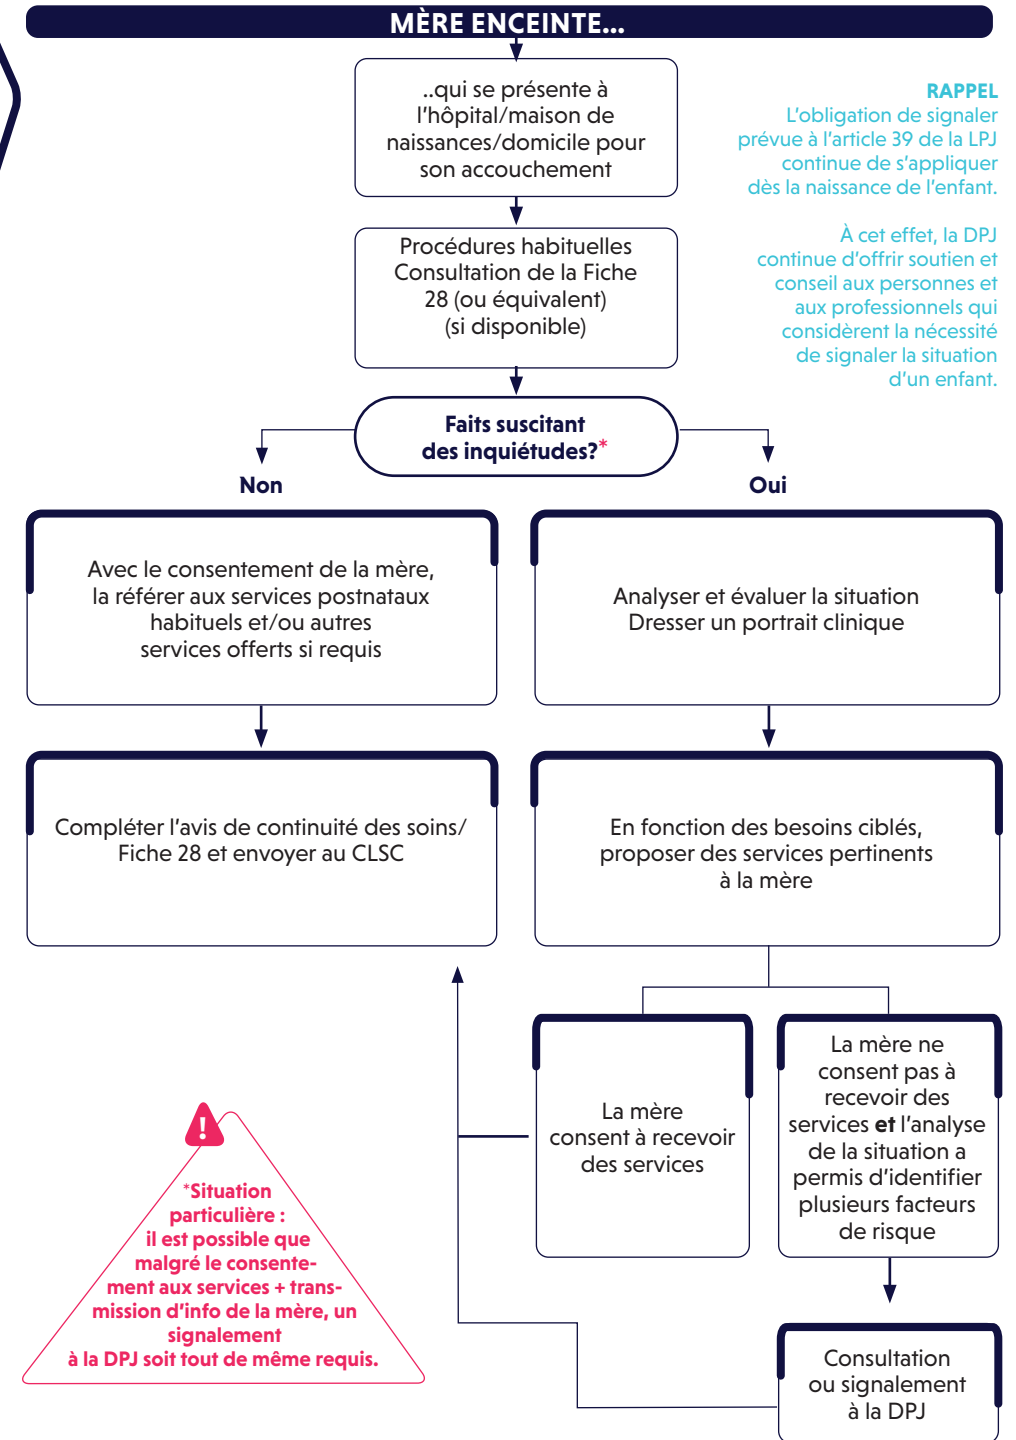 MÈRE ENCEINTE...
..qui se présente à
l'hôpital/maison de
naissances/domicile pour
son accouchement
RAPPEL
L'obligation de signaler
prévue à l'article 39 de la LPJ
continue de s'appliquer
dès la naissance de l'enfant.
À cet effet, la DPJ
continue d'offrir soutien et
conseil aux personnes et
aux professionnels qui
considèrent la nécessité
de signaler la situation
d'un enfant.
Procédures habituelles
Consultation de la Fiche
28 (ou équivalent)
(si disponible)
Faits suscitant
des inquiétudes?*
Non
Oui
Avec le consentement de la mère,
la référer aux services postnataux
habituels et/ou autres
services offerts si requis
Analyser et évaluer la situation
Dresser un portrait clinique
Compléter l'avis de continuité des soins/
Fiche 28 et envoyer au CLSC
En fonction des besoins ciblés,
proposer des services pertinents
à la mère
La mère
consent à recevoir
des services
La mère ne
consent pas à
recevoir des
services et l'analyse
de la situation a
permis d'identifier
plusieurs facteurs
de risque
!
*Situation
particulière :
il est possible que
malgré le consente-
ment aux services + trans-
mission d'info de la mère, un
signalement
à la DPJ soit tout de même requis.
Consultation
ou signalement
à la DPJ